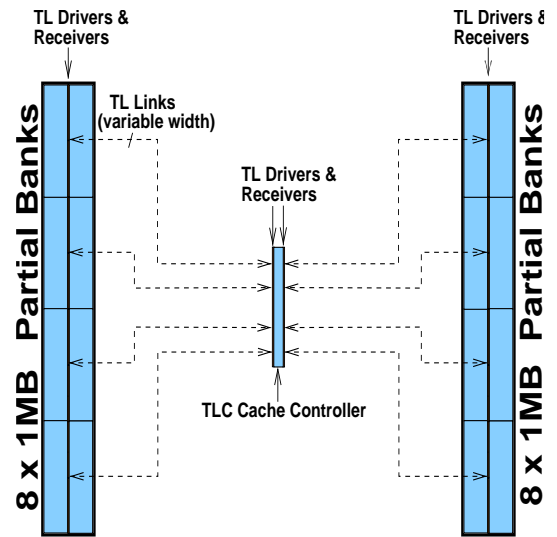 TL Drivers &
Receivers
TL Drivers &
Receivers
TL Links
(variable width)
TL Drivers &
Receivers
8 x 1MB Partial Banks
8 x 1MB Partial Banks
TLC Cache Controller